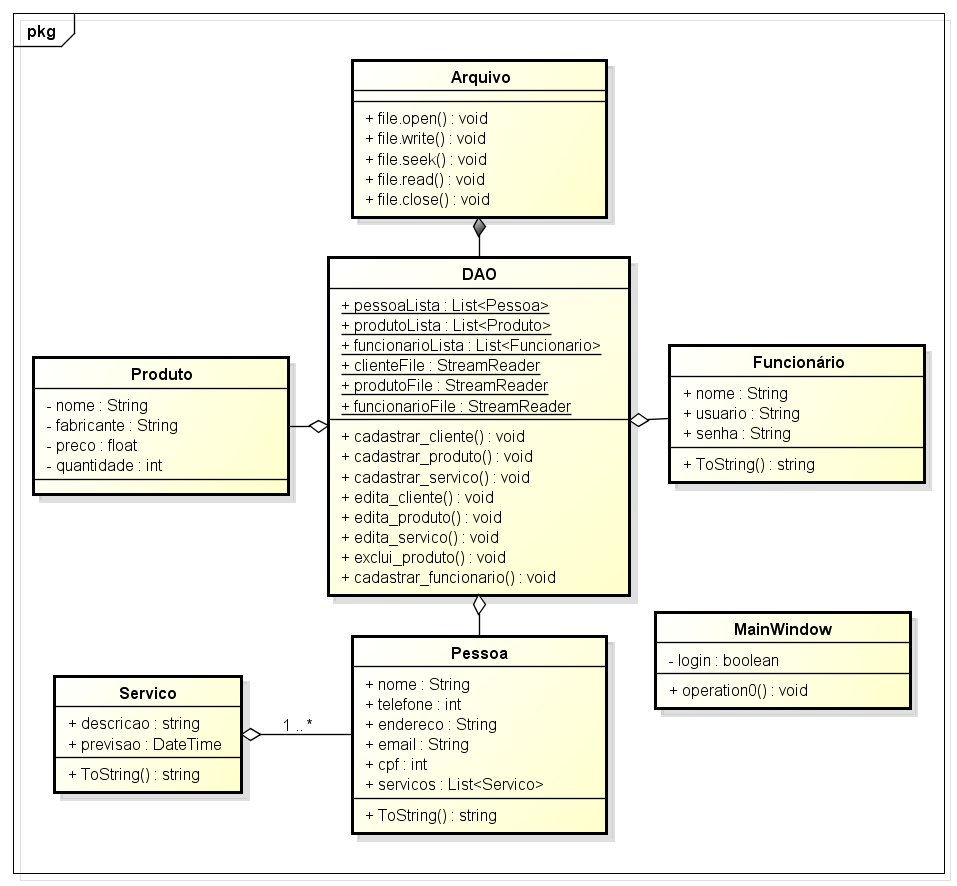 pkg
Arquivo
+ file.open() : void
+ file.write() : void
+ file.seek() : void
+ file.read() : void
+ file.close() : void
DAO
+ pessoaLista : List<Pessoa>
+ produtoLista : List<Produto>
+ funcionarioLista : List<Funcionario>
+ clienteFile : StreamReader
+ produtoFile : StreamReader
+ funcionarioFile : StreamReader
+ cadastrar_cliente() : void
+ cadastrar_produto() : void
+ cadastrar_servico() : void
+ edita_cliente() : void
+ edita_produto() : void
+ edita_servico() : void
+ exclui_produto() : void
+ cadastrar_funcionario() : void
Produto
- nome : String
- fabricante : String
- preco : float
- quantidade : int
Funcionário
+ nome : String
+ usuario : String
+ senha : String
+ ToString() : string
MainWindow
- login : boolean
+ operation0() : void
Pessoa
+ nome : String
+ telefone : int
+ endereco : String
+ email : String
+ cpf : int
+ servicos : List<Servico>
+ ToString() : string
Servico
+ descricao : string
+ previsao : DateTime
+ ToString() : string
1 .. *